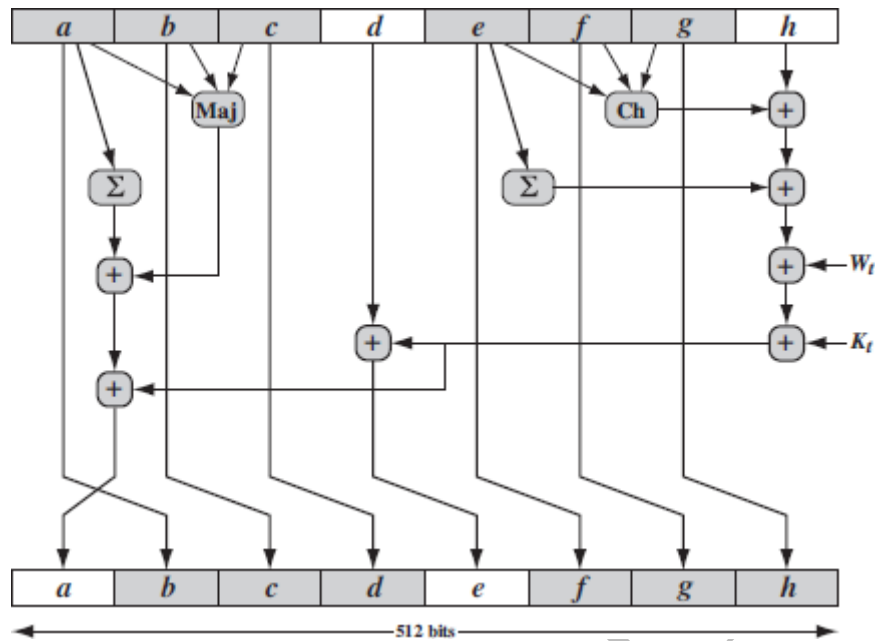 a b c d e f g h
Maj Ch +
Σ Σ +
+ + Wt
+ + Kt
+
a b c d e f g h
512 bits